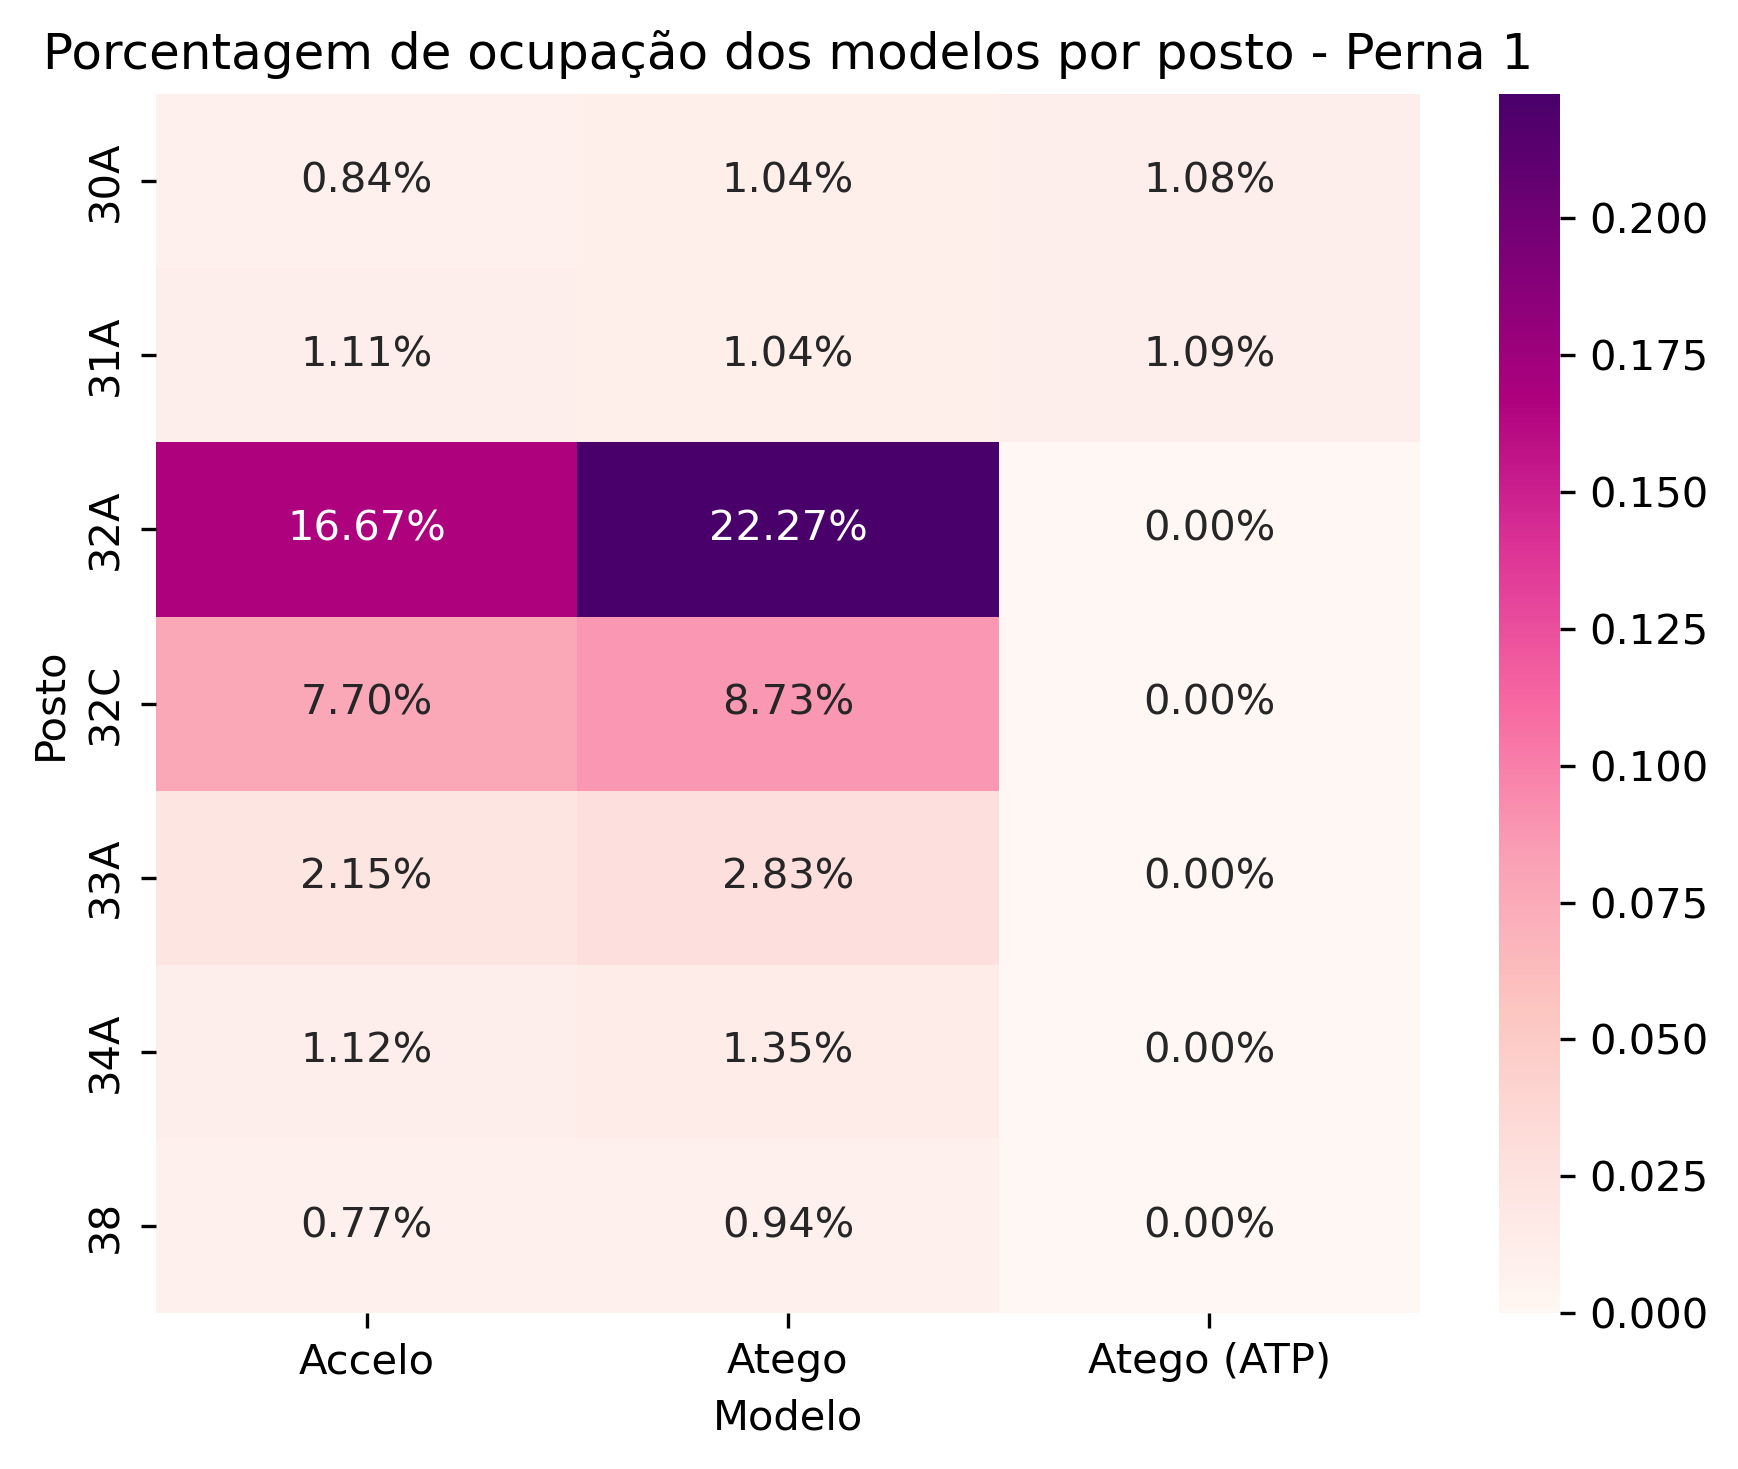 Porcentagem de ocupação dos modelos por posto - Perna 1
Posto
30A 0.84% 1.04% 1.08%
31A 1.11% 1.04% 1.09%
32A 16.67% 22.27% 0.00%
32C 7.70% 8.73% 0.00%
33A 2.15% 2.83% 0.00%
34A 1.12% 1.35% 0.00%
38 0.77% 0.94% 0.00%
Accelo Atego Atego (ATP)
Modelo
0.200
0.175
0.150
0.125
0.100
0.075
0.050
0.025
0.000